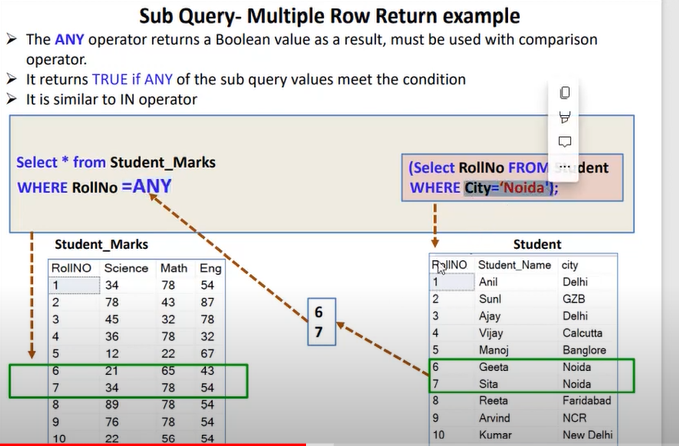 Sub Query- Multiple Row Return example
➢ The ANY operator returns a Boolean value as a result, must be used with comparison
operator.
➢ It returns TRUE if ANY of the sub query values meet the condition
➢ It is similar to IN operator
Select * from Student_Marks
WHERE RollNo =ANY
(Select RollNo FROM Student
WHERE City='Noida');
Student_Marks
RollNO Science Math Eng
1 34 78 54
2 78 43 87
3 45 32 78
4 36 78 32
5 12 22 67
6 21 65 43
7 34 78 54
8 89 78 54
9 76 78 54
10 22 56 54
6
7
Student
RollNO Student_Name city
1 Anil Delhi
2 Sunl GZB
3 Ajay Delhi
4 Vijay Calcutta
5 Manoj Banglore
6 Geeta Noida
7 Sita Noida
8 Reeta Faridabad
9 Arvind NCR
10 Kumar New Delhi